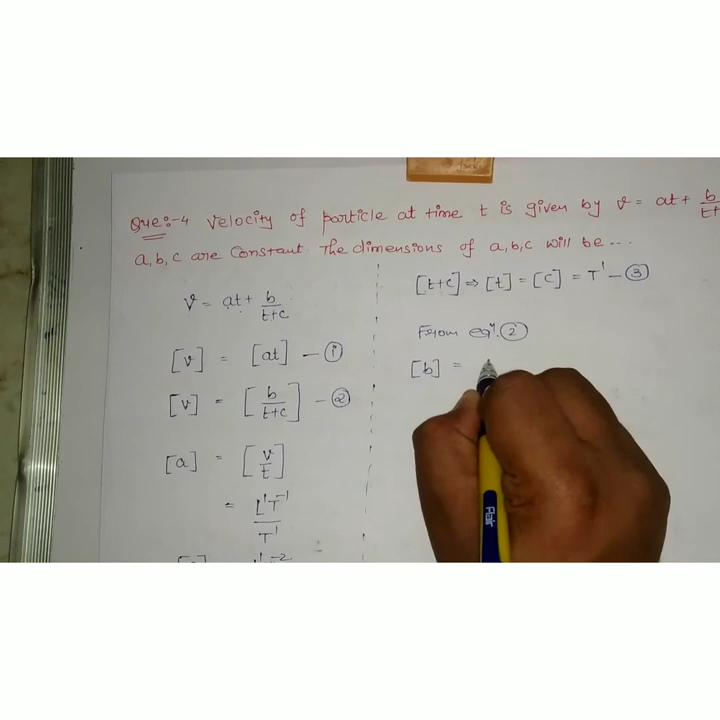 Que:-4 Velocity of particle at time t is given by v = at + b/t+
a,b,c are constant. The dimensions of a,b,c will be ...
v = at + b/t+c
[v] = [at] — ①
[v] = [b/t+c] — ②
[a] = [v/t]
= L¹T⁻¹/T¹
[t+c] ⇒ [t] = [c] = T¹ — ③
From eqⁿ. ②
[b] =
Flair